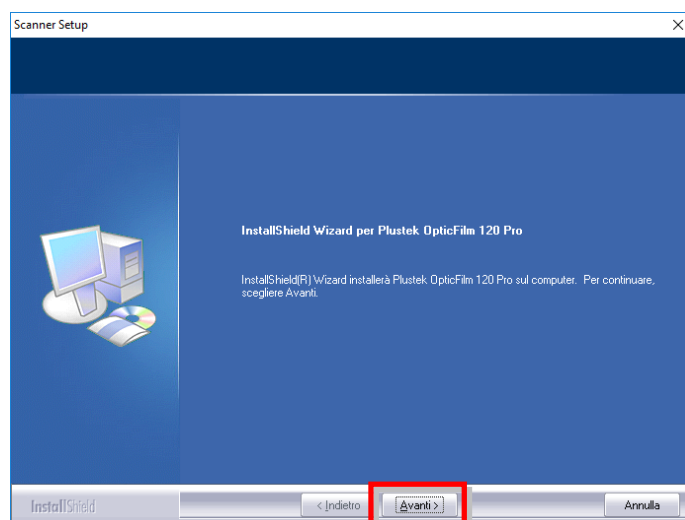 Scanner Setup
InstallShield Wizard per Plustek OpticFilm 120 Pro
InstallShield(R) Wizard installerà Plustek OpticFilm 120 Pro sul computer. Per continuare,
scegliere Avanti.
InstallShield
< Indietro
Avanti >
Annulla